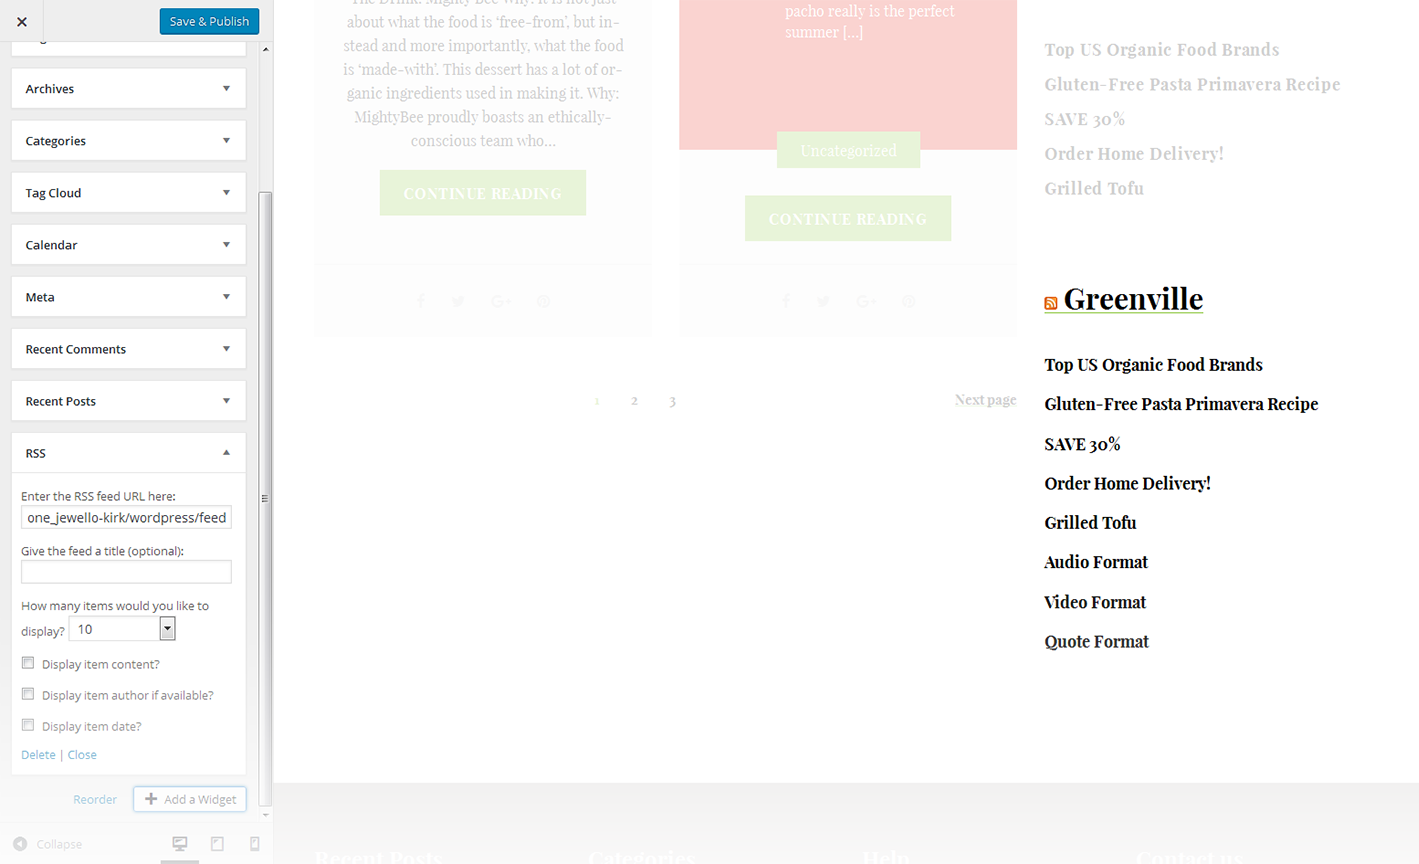 Save & Publish
Archives
Categories
Tag Cloud
Calendar
Meta
Recent Comments
Recent Posts
RSS
Enter the RSS feed URL here:
one_jewello-kirk/wordpress/feed
Give the feed a title (optional):
How many items would you like to
display? 10
Display item content?
Display item author if available?
Display item date?
Delete | Close
Reorder
Add a Widget
Collapse
The Drink: Mighty Bee Why: It is not just
about what the food is ‘free-from’, but in-
stead and more importantly, what the food
is ‘made-with’. This dessert has a lot of or-
ganic ingredients used in making it. Why:
MightyBee proudly boasts an ethically-
conscious team who…
CONTINUE READING
pacho really is the perfect
summer […]
Uncategorized
CONTINUE READING
1 2 3
Next page
Top US Organic Food Brands
Gluten-Free Pasta Primavera Recipe
SAVE 30%
Order Home Delivery!
Grilled Tofu
Greenville
Top US Organic Food Brands
Gluten-Free Pasta Primavera Recipe
SAVE 30%
Order Home Delivery!
Grilled Tofu
Audio Format
Video Format
Quote Format
Recent Posts
Categories
Help
Contact us